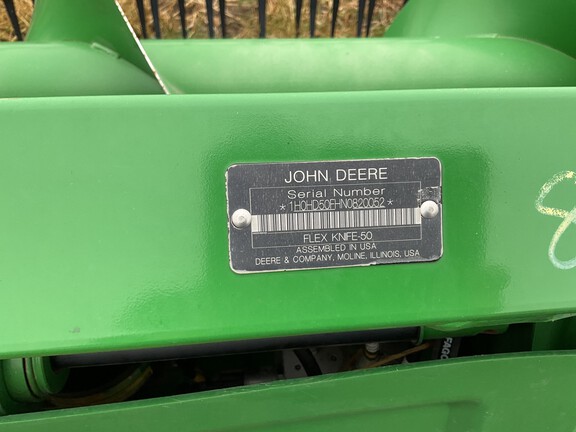 JOHN DEERE
Serial Number
*1H0HD50FHN0820052*
FLEX KNIFE-50
ASSEMBLED IN USA
DEERE & COMPANY, MOLINE, ILLINOIS, USA